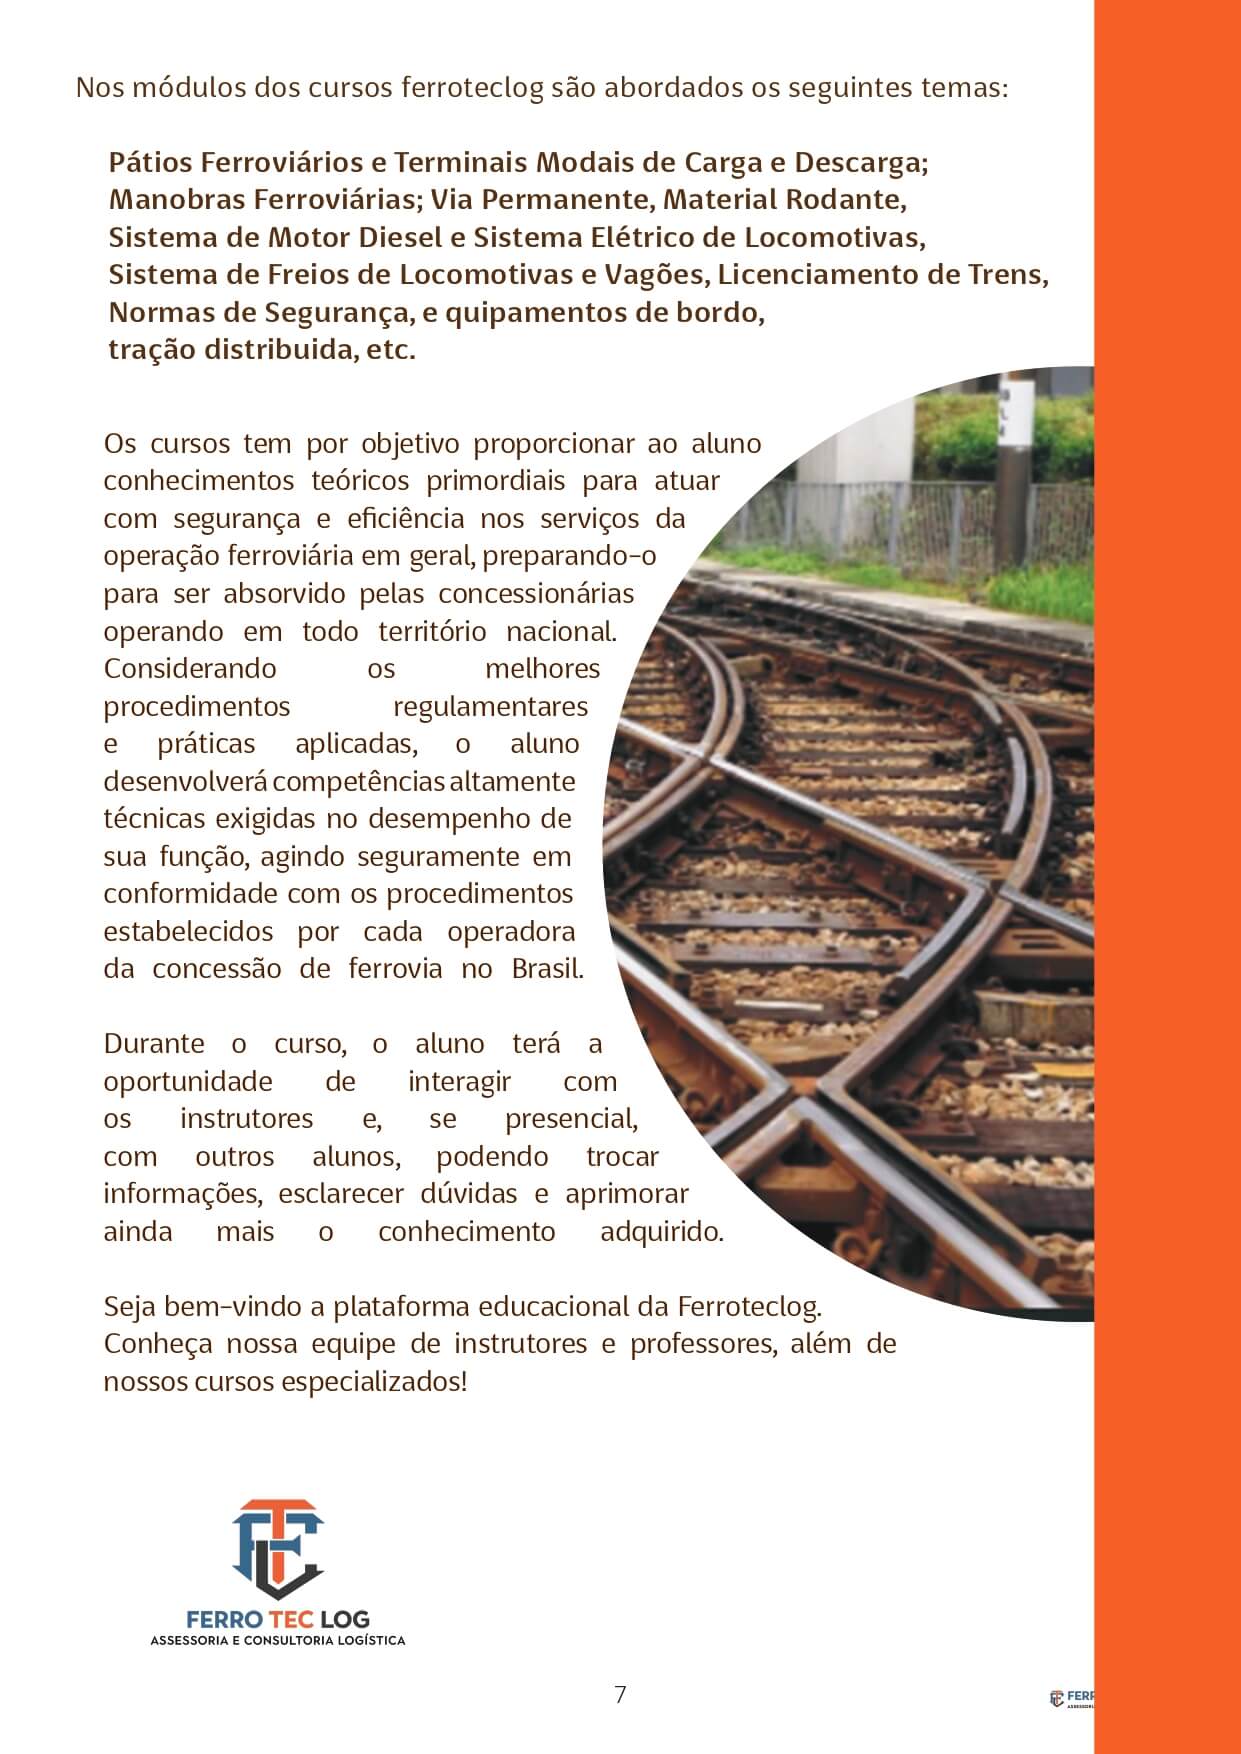 Nos módulos dos cursos ferroteclog são abordados os seguintes temas:
Pátios Ferroviários e Terminais Modais de Carga e Descarga;
Manobras Ferroviárias; Via Permanente, Material Rodante,
Sistema de Motor Diesel e Sistema Elétrico de Locomotivas,
Sistema de Freios de Locomotivas e Vagões, Licenciamento de Trens,
Normas de Segurança, e quipamentos de bordo,
tração distribuida, etc.
Os cursos tem por objetivo proporcionar ao aluno
conhecimentos teóricos primordiais para atuar
com segurança e eficiência nos serviços da
operação ferroviária em geral, preparando-o
para ser absorvido pelas concessionárias
operando em todo território nacional.
Considerando os melhores
procedimentos regulamentares
e práticas aplicadas, o aluno
desenvolverá competências altamente
técnicas exigidas no desempenho de
sua função, agindo seguramente em
conformidade com os procedimentos
estabelecidos por cada operadora
da concessão de ferrovia no Brasil.
Durante o curso, o aluno terá a
oportunidade de interagir com
os instrutores e, se presencial,
com outros alunos, podendo trocar
informações, esclarecer dúvidas e aprimorar
ainda mais o conhecimento adquirido.
Seja bem-vindo a plataforma educacional da Ferroteclog.
Conheça nossa equipe de instrutores e professores, além de
nossos cursos especializados!
FERRO TEC LOG
ASSESSORIA E CONSULTORIA LOGÍSTICA
7